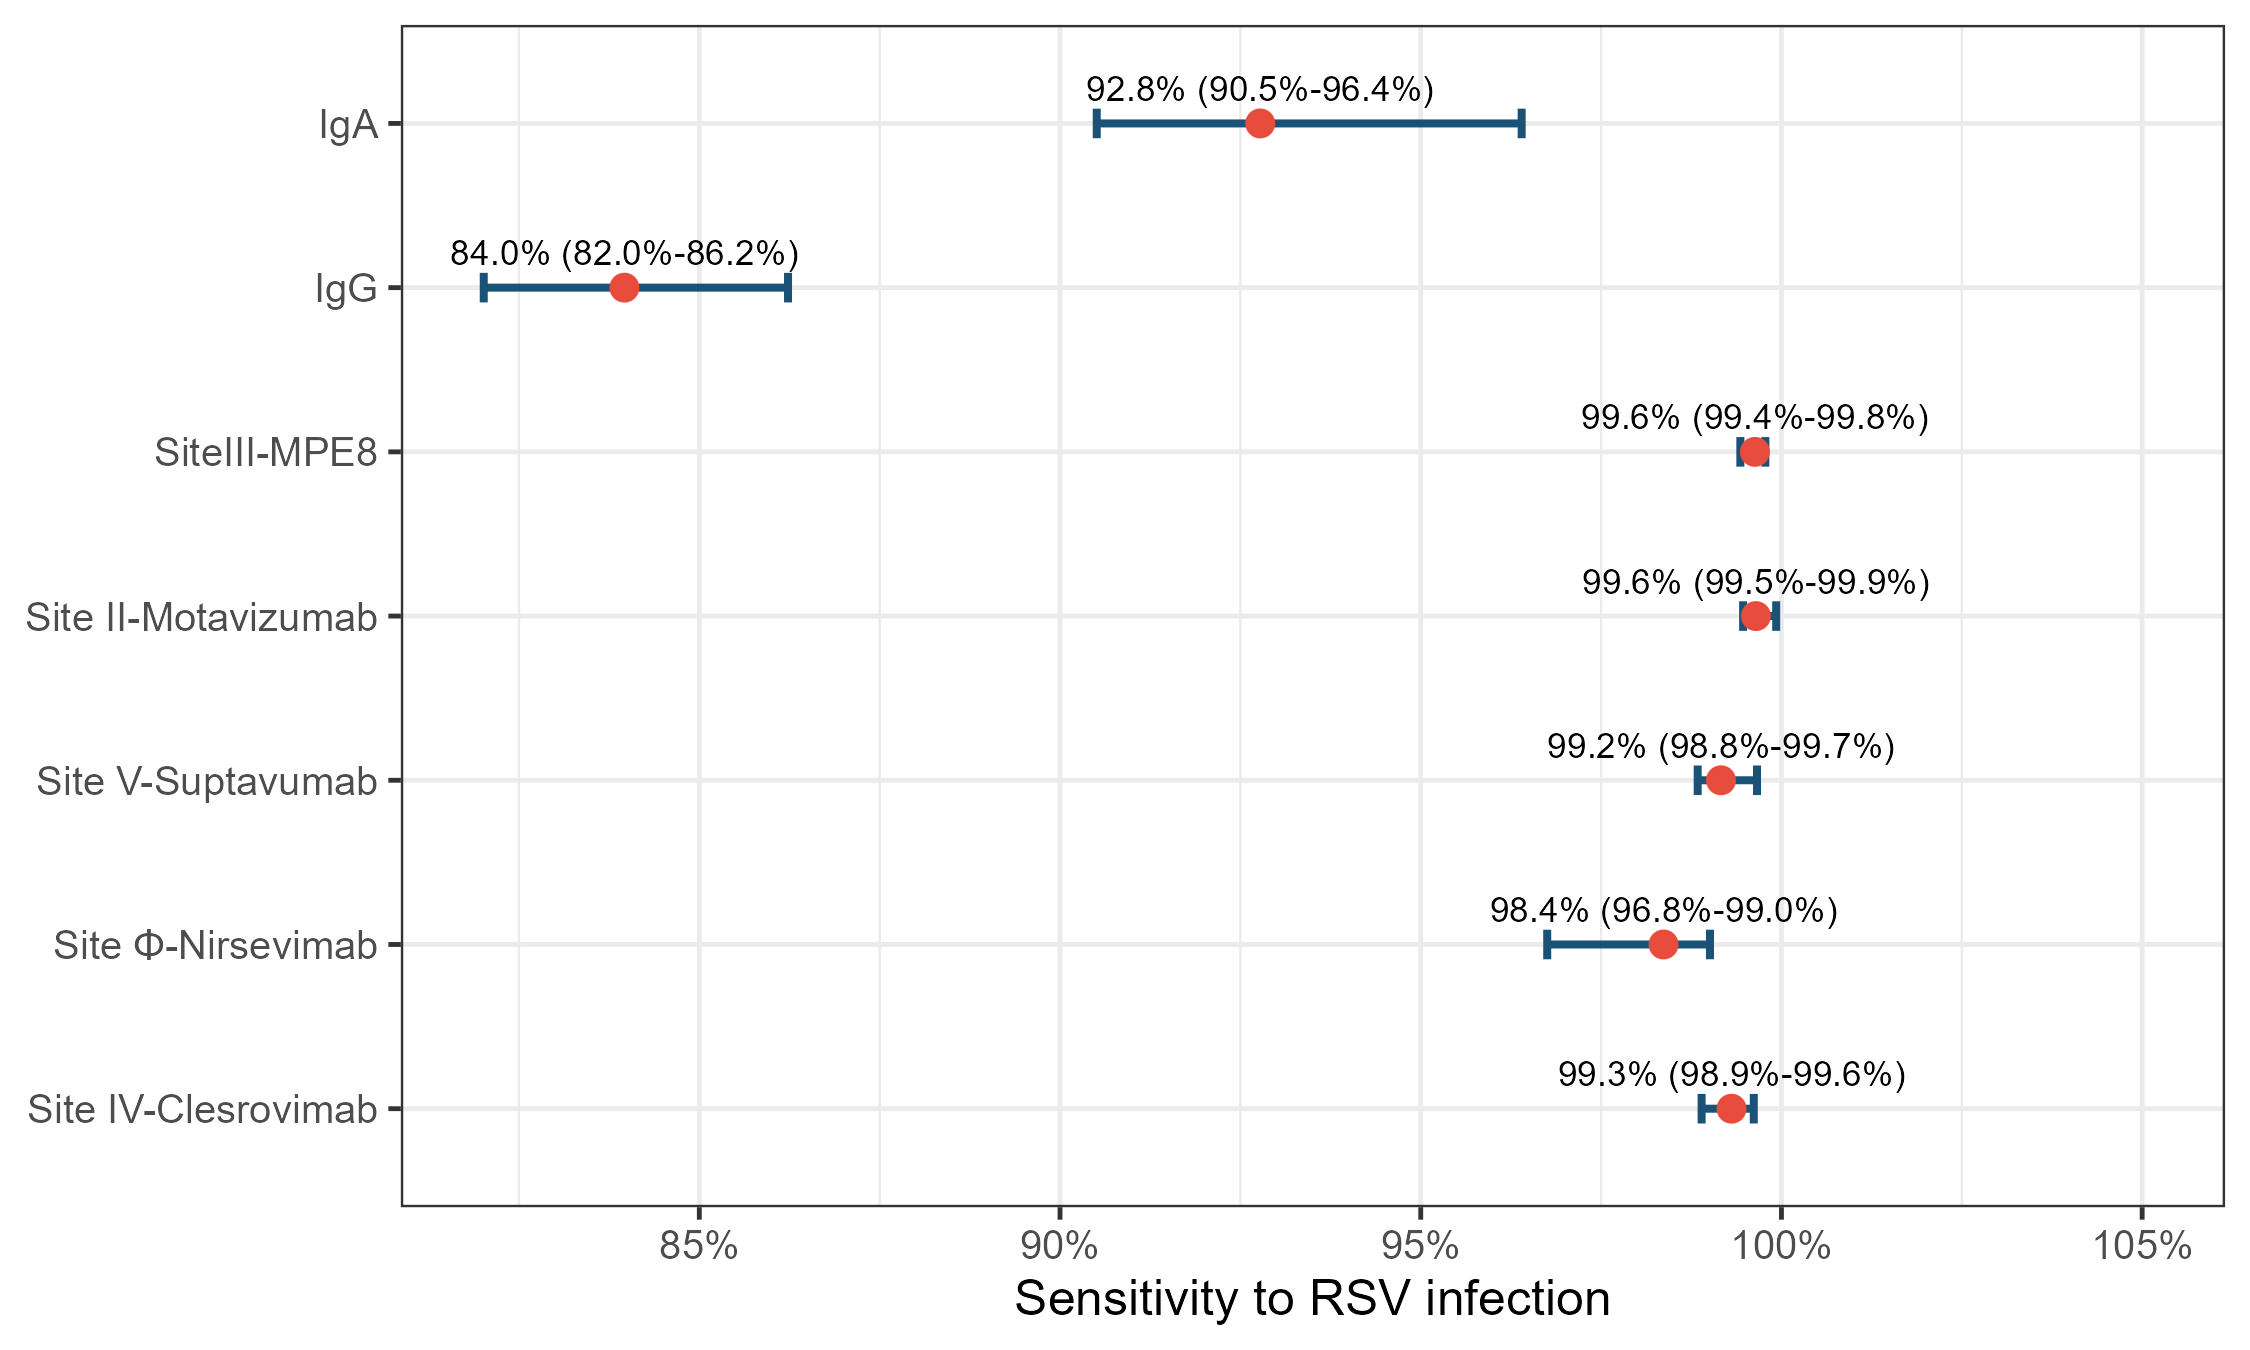 92.8% (90.5%-96.4%)
IgA
84.0% (82.0%-86.2%)
IgG
99.6% (99.4%-99.8%)
SiteIII-MPE8
99.6% (99.5%-99.9%)
Site II-Motavizumab
99.2% (98.8%-99.7%)
Site V-Suptavumab
98.4% (96.8%-99.0%)
Site Φ-Nirsevimab
99.3% (98.9%-99.6%)
Site IV-Clesrovimab
85% 90% 95% 100% 105%
Sensitivity to RSV infection